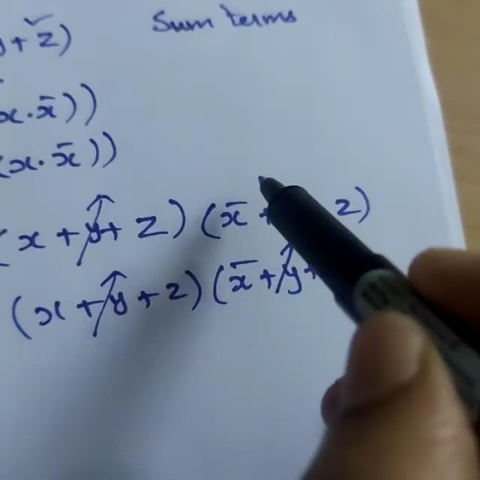 Sum terms
+ z)
x·x̄))
(x·x̄))
(x + y + z) (x̄ + z)
(x + y + z) (x̄ + y +